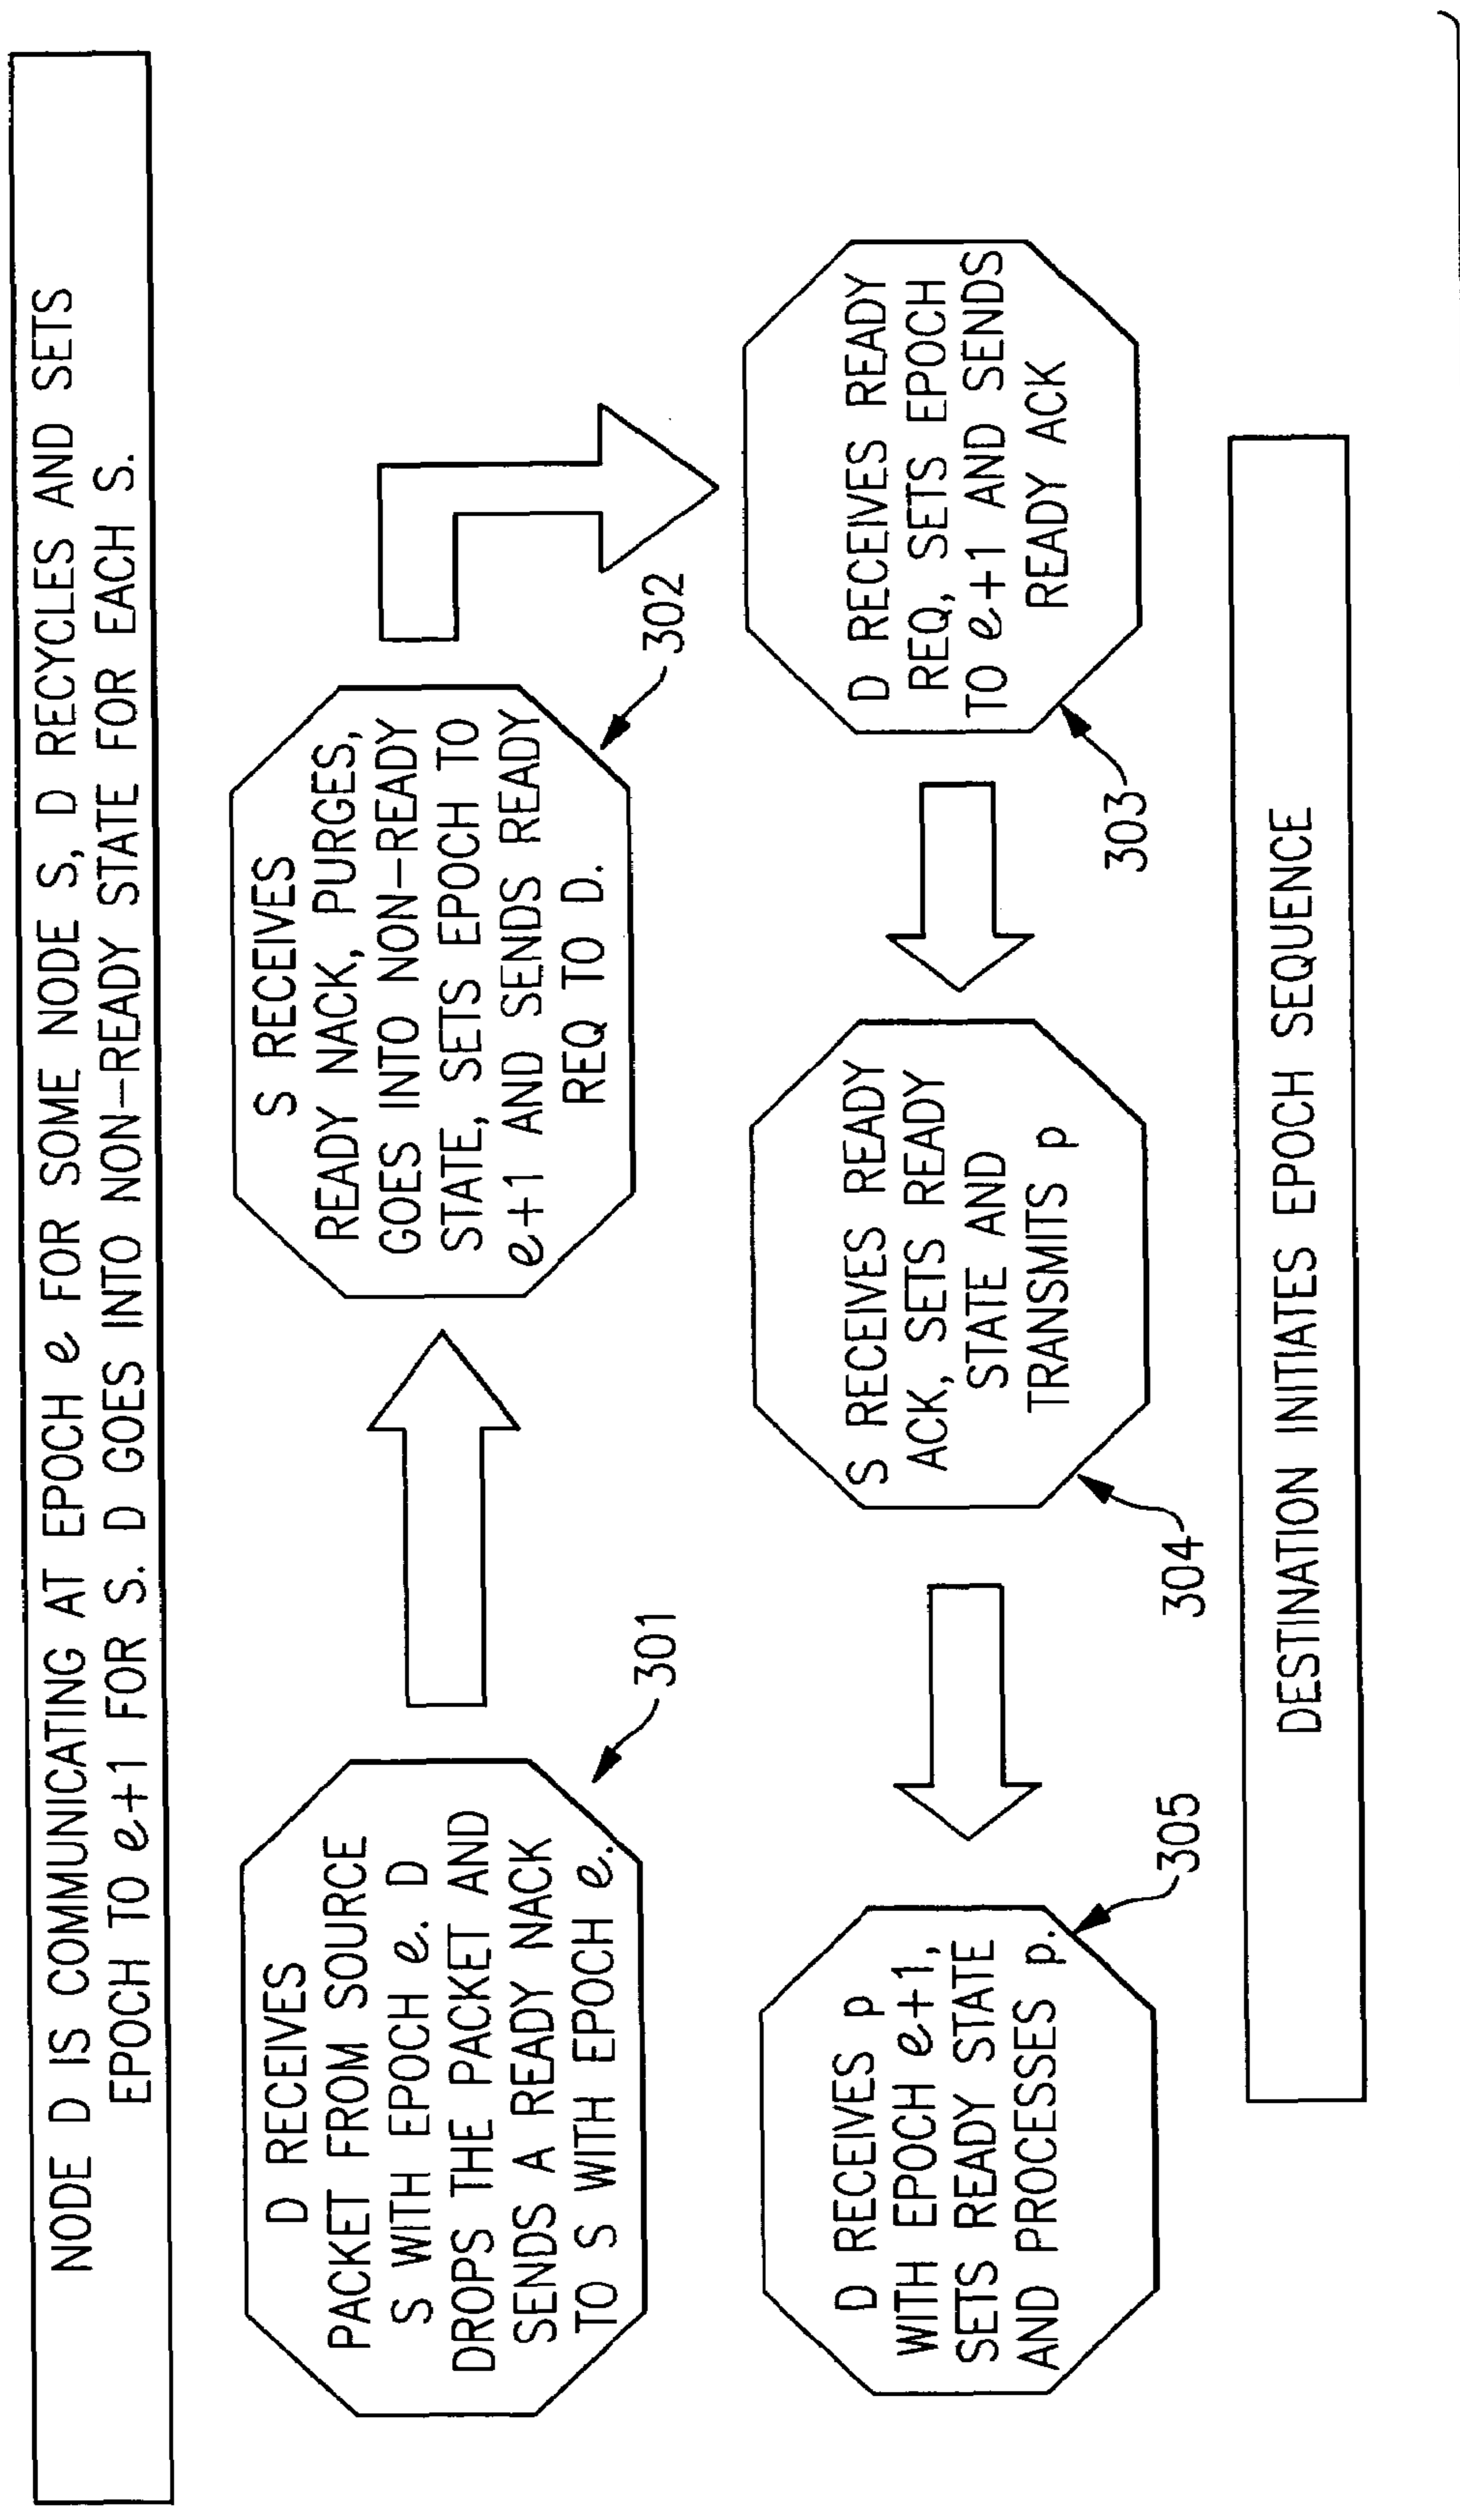 NODE D IS COMMUNICATING AT EPOCH e FOR SOME NODE S, D RECYCLES AND SETS
EPOCH TO e+1 FOR S. D GOES INTO NON-READY STATE FOR EACH S.
D RECEIVES
PACKET FROM SOURCE
S WITH EPOCH e. D
DROPS THE PACKET AND
SENDS A READY NACK
TO S WITH EPOCH e.
301
S RECEIVES
READY NACK, PURGES,
GOES INTO NON-READY
STATE, SETS EPOCH TO
e+1 AND SENDS READY
REQ TO D.
302
D RECEIVES READY
REQ, SETS EPOCH
TO e+1 AND SENDS
READY ACK
303
S RECEIVES READY
ACK, SETS READY
STATE AND
TRANSMITS p
304
D RECEIVES p
WITH EPOCH e+1,
SETS READY STATE
AND PROCESSES p.
305
DESTINATION INITIATES EPOCH SEQUENCE